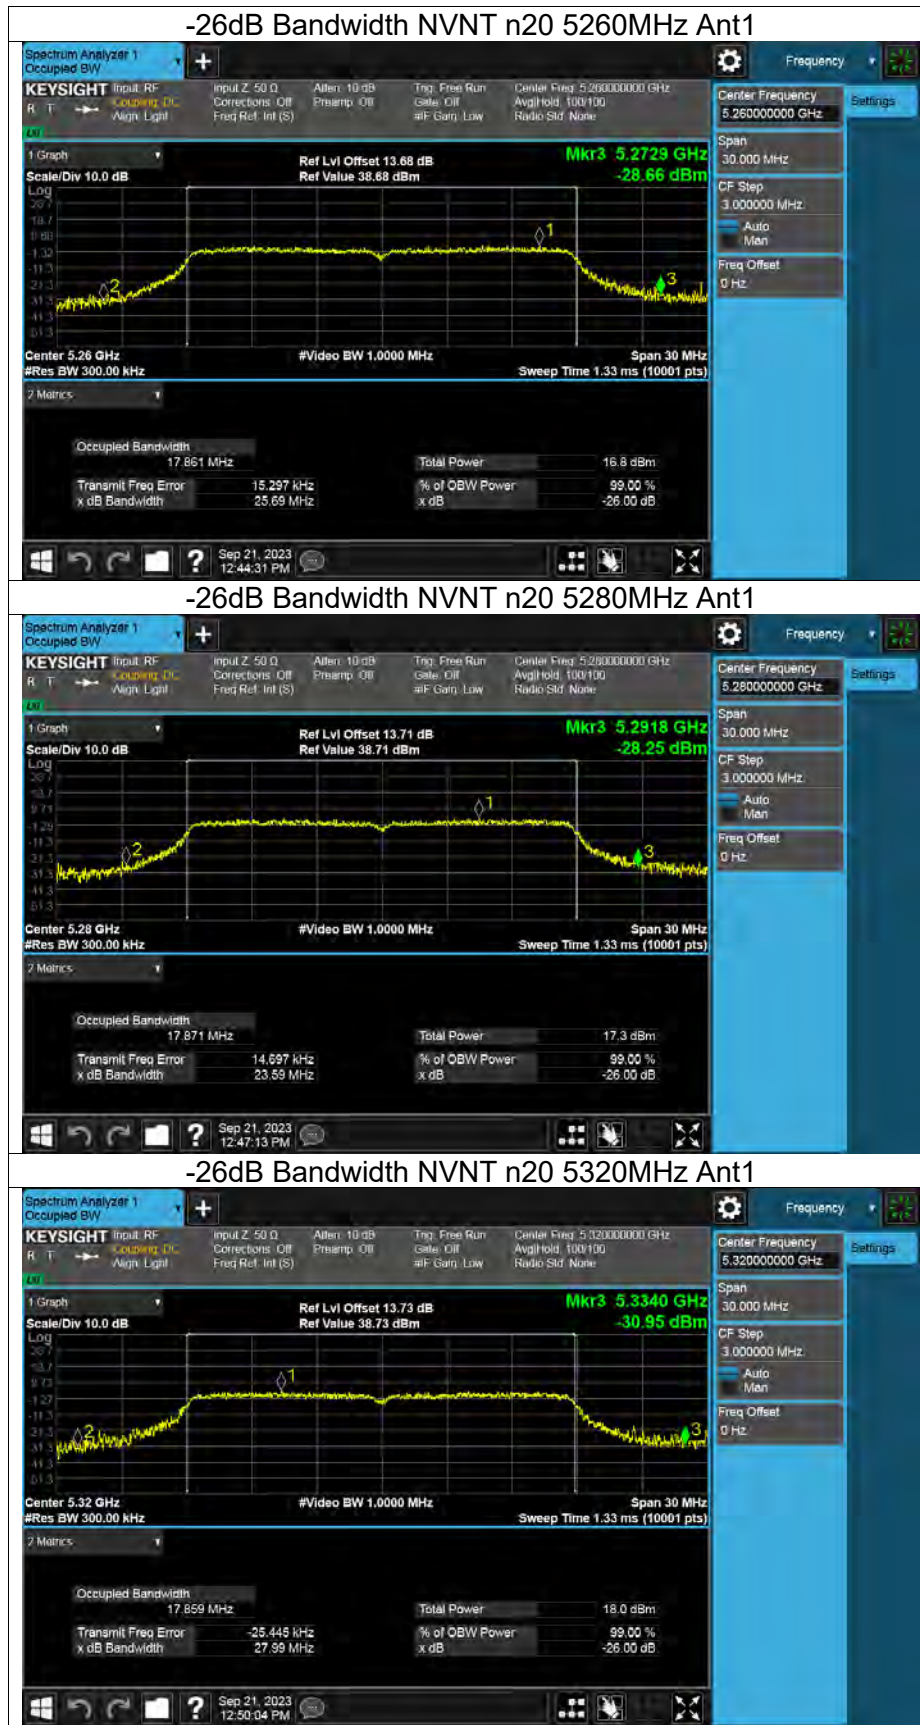 -26dB Bandwidth NVNT n20 5260MHz Ant1
Spectrum Analyzer 1
Occupied BW
Frequency
KEYSIGHT Input: RF
R T Coupling: DC
Align: Light
Input Z: 50 Ω
Corrections: Off
Freq Ref: Int (S)
Atten: 10 dB
Preamp: Off
Trig: Free Run
Gate: Off
#IF Gain: Low
Center Freq: 5.260000000 GHz
Avg|Hold: 100/100
Radio Std: None
Center Frequency
5.260000000 GHz
Settings
Span
30.000 MHz
CF Step
3.000000 MHz
Auto
Man
Freq Offset
0 Hz
1 Graph
Scale/Div 10.0 dB
Ref Lvl Offset 13.68 dB
Ref Value 38.68 dBm
Mkr3 5.2729 GHz
-28.66 dBm
Log
1
2
3
Center 5.26 GHz
#Video BW 1.0000 MHz
Span 30 MHz
#Res BW 300.00 kHz
Sweep Time 1.33 ms (10001 pts)
2 Metrics
Occupied Bandwidth
17.861 MHz
Total Power 16.8 dBm
Transmit Freq Error 15.297 kHz
% of OBW Power 99.00 %
x dB Bandwidth 25.69 MHz
x dB -26.00 dB
Sep 21, 2023
12:44:31 PM
-26dB Bandwidth NVNT n20 5280MHz Ant1
Spectrum Analyzer 1
Occupied BW
Frequency
KEYSIGHT Input: RF
R T Coupling: DC
Align: Light
Input Z: 50 Ω
Corrections: Off
Freq Ref: Int (S)
Atten: 10 dB
Preamp: Off
Trig: Free Run
Gate: Off
#IF Gain: Low
Center Freq: 5.280000000 GHz
Avg|Hold: 100/100
Radio Std: None
Center Frequency
5.280000000 GHz
Settings
Span
30.000 MHz
CF Step
3.000000 MHz
Auto
Man
Freq Offset
0 Hz
1 Graph
Scale/Div 10.0 dB
Ref Lvl Offset 13.71 dB
Ref Value 38.71 dBm
Mkr3 5.2918 GHz
-28.25 dBm
Log
1
2
3
Center 5.28 GHz
#Video BW 1.0000 MHz
Span 30 MHz
#Res BW 300.00 kHz
Sweep Time 1.33 ms (10001 pts)
2 Metrics
Occupied Bandwidth
17.871 MHz
Total Power 17.3 dBm
Transmit Freq Error 14.697 kHz
% of OBW Power 99.00 %
x dB Bandwidth 23.59 MHz
x dB -26.00 dB
Sep 21, 2023
12:47:13 PM
-26dB Bandwidth NVNT n20 5320MHz Ant1
Spectrum Analyzer 1
Occupied BW
Frequency
KEYSIGHT Input: RF
R T Coupling: DC
Align: Light
Input Z: 50 Ω
Corrections: Off
Freq Ref: Int (S)
Atten: 10 dB
Preamp: Off
Trig: Free Run
Gate: Off
#IF Gain: Low
Center Freq: 5.320000000 GHz
Avg|Hold: 100/100
Radio Std: None
Center Frequency
5.320000000 GHz
Settings
Span
30.000 MHz
CF Step
3.000000 MHz
Auto
Man
Freq Offset
0 Hz
1 Graph
Scale/Div 10.0 dB
Ref Lvl Offset 13.73 dB
Ref Value 38.73 dBm
Mkr3 5.3340 GHz
-30.95 dBm
Log
1
2
3
Center 5.32 GHz
#Video BW 1.0000 MHz
Span 30 MHz
#Res BW 300.00 kHz
Sweep Time 1.33 ms (10001 pts)
2 Metrics
Occupied Bandwidth
17.859 MHz
Total Power 18.0 dBm
Transmit Freq Error -25.445 kHz
% of OBW Power 99.00 %
x dB Bandwidth 27.99 MHz
x dB -26.00 dB
Sep 21, 2023
12:50:04 PM